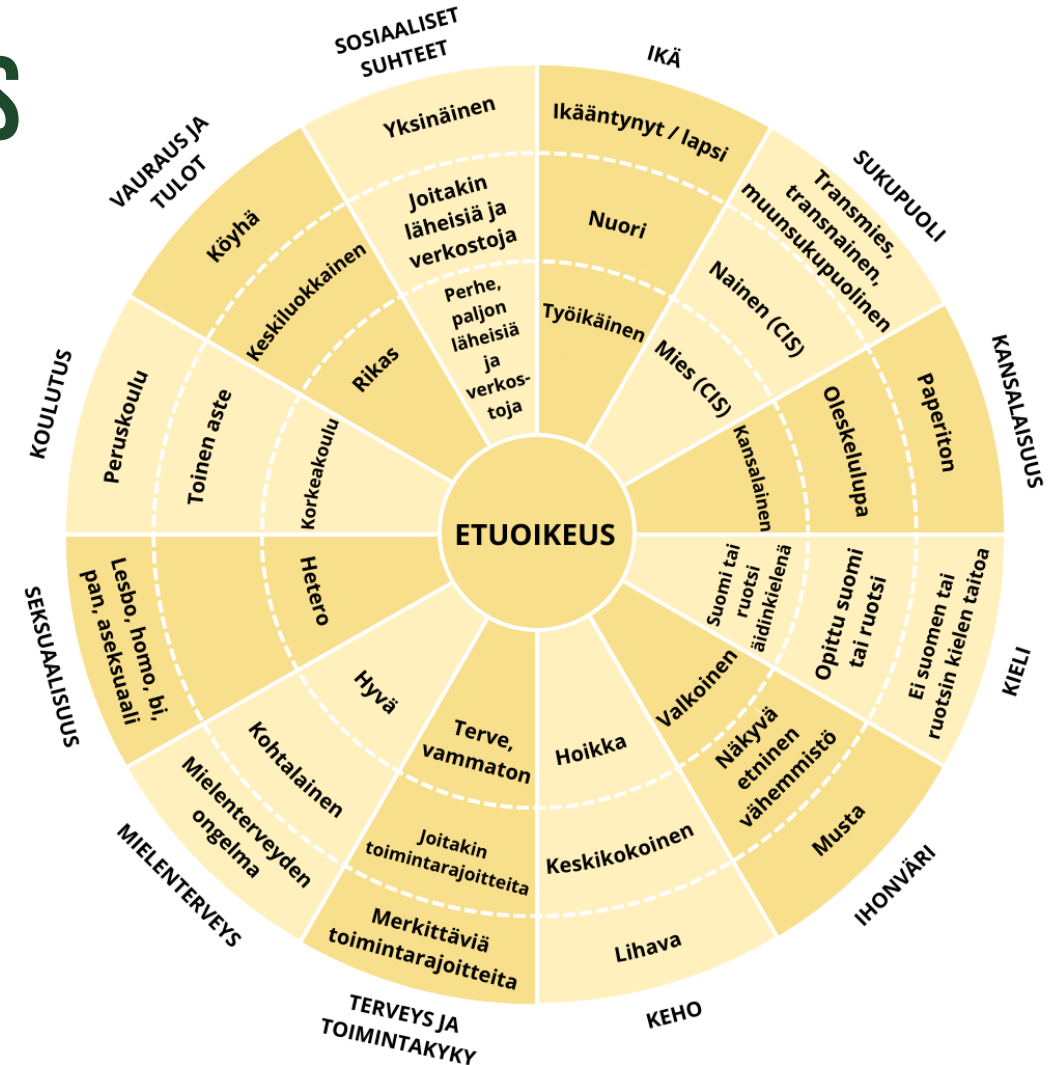 S
SOSIAALISET
SUHTEET
Yksinäinen
Joitakin
läheisiä ja
verkostoja
Perhe,
paljon
läheisiä
ja
verkos-
toja
IKÄ
Ikääntynyt / lapsi
Nuori
Työikäinen
SUKUPUOLI
Transmies,
transnainen,
muunsukupuolinen
Nainen (CIS)
Mies (CIS)
KANSALAISUUS
Paperiton
Oleskelulupa
Kansalainen
KIELI
Ei suomen tai
ruotsin kielen taitoa
Opittu suomi
tai ruotsi
Suomi tai
ruotsi
äidinkielenä
IHONVÄRI
Musta
Näkyvä
etninen
vähemmistö
Valkoinen
KEHO
Lihava
Keskikokoinen
Hoikka
TERVEYS JA
TOIMINTAKYKY
Merkittäviä
toimintarajoitteita
Joitakin
toimintarajoitteita
Terve,
vammaton
MIELENTERVEYS
Mielenterveyden
ongelma
Kohtalainen
Hyvä
SEKSUAALISUUS
Lesbo, homo, bi,
pan, aseksuaali
Hetero
KOULUTUS
Peruskoulu
Toinen aste
Korkeakoulu
VAURAUS JA
TULOT
Köyhä
Keskiluokkainen
Rikas
ETUOIKEUS